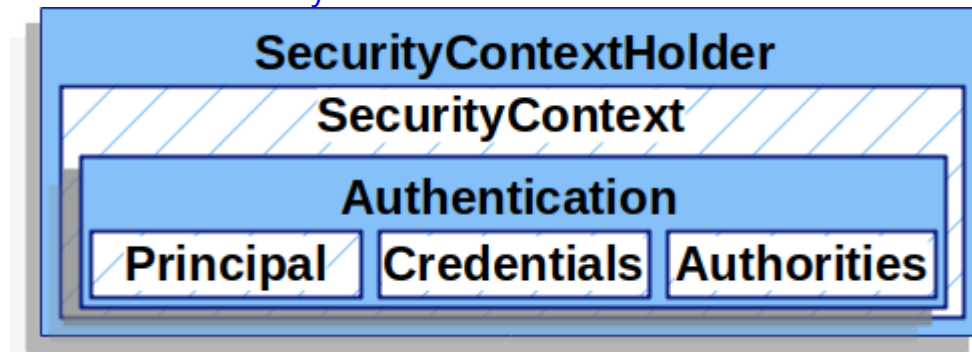 SecurityContextHolder
SecurityContext
Authentication
Principal Credentials Authorities